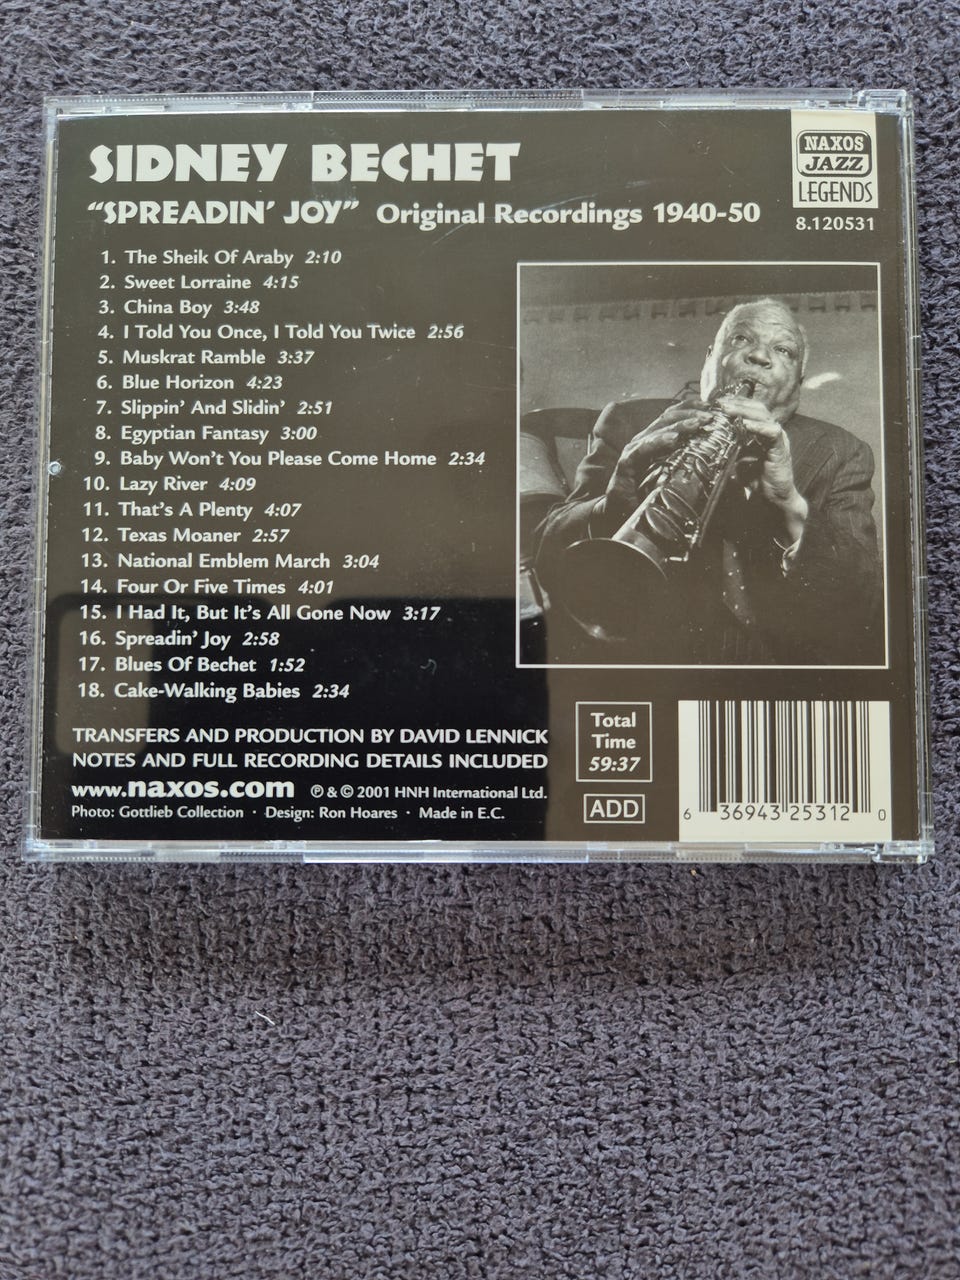 SIDNEY BECHET
"SPREADIN' JOY" Original Recordings 1940-50
NAXOS
JAZZ
LEGENDS
8.120531
1. The Sheik Of Araby 2:10
2. Sweet Lorraine 4:15
3. China Boy 3:48
4. I Told You Once, I Told You Twice 2:56
5. Muskrat Ramble 3:37
6. Blue Horizon 4:23
7. Slippin' And Slidin' 2:51
8. Egyptian Fantasy 3:00
9. Baby Won't You Please Come Home 2:34
10. Lazy River 4:09
11. That's A Plenty 4:07
12. Texas Moaner 2:57
13. National Emblem March 3:04
14. Four Or Five Times 4:01
15. I Had It, But It's All Gone Now 3:17
16. Spreadin' Joy 2:58
17. Blues Of Bechet 1:52
18. Cake-Walking Babies 2:34
TRANSFERS AND PRODUCTION BY DAVID LENNICK
NOTES AND FULL RECORDING DETAILS INCLUDED
www.naxos.com ℗ & © 2001 HNH International Ltd.
Photo: Gottlieb Collection · Design: Ron Hoares · Made in E.C.
Total
Time
59:37
ADD
6 36943 25312 0